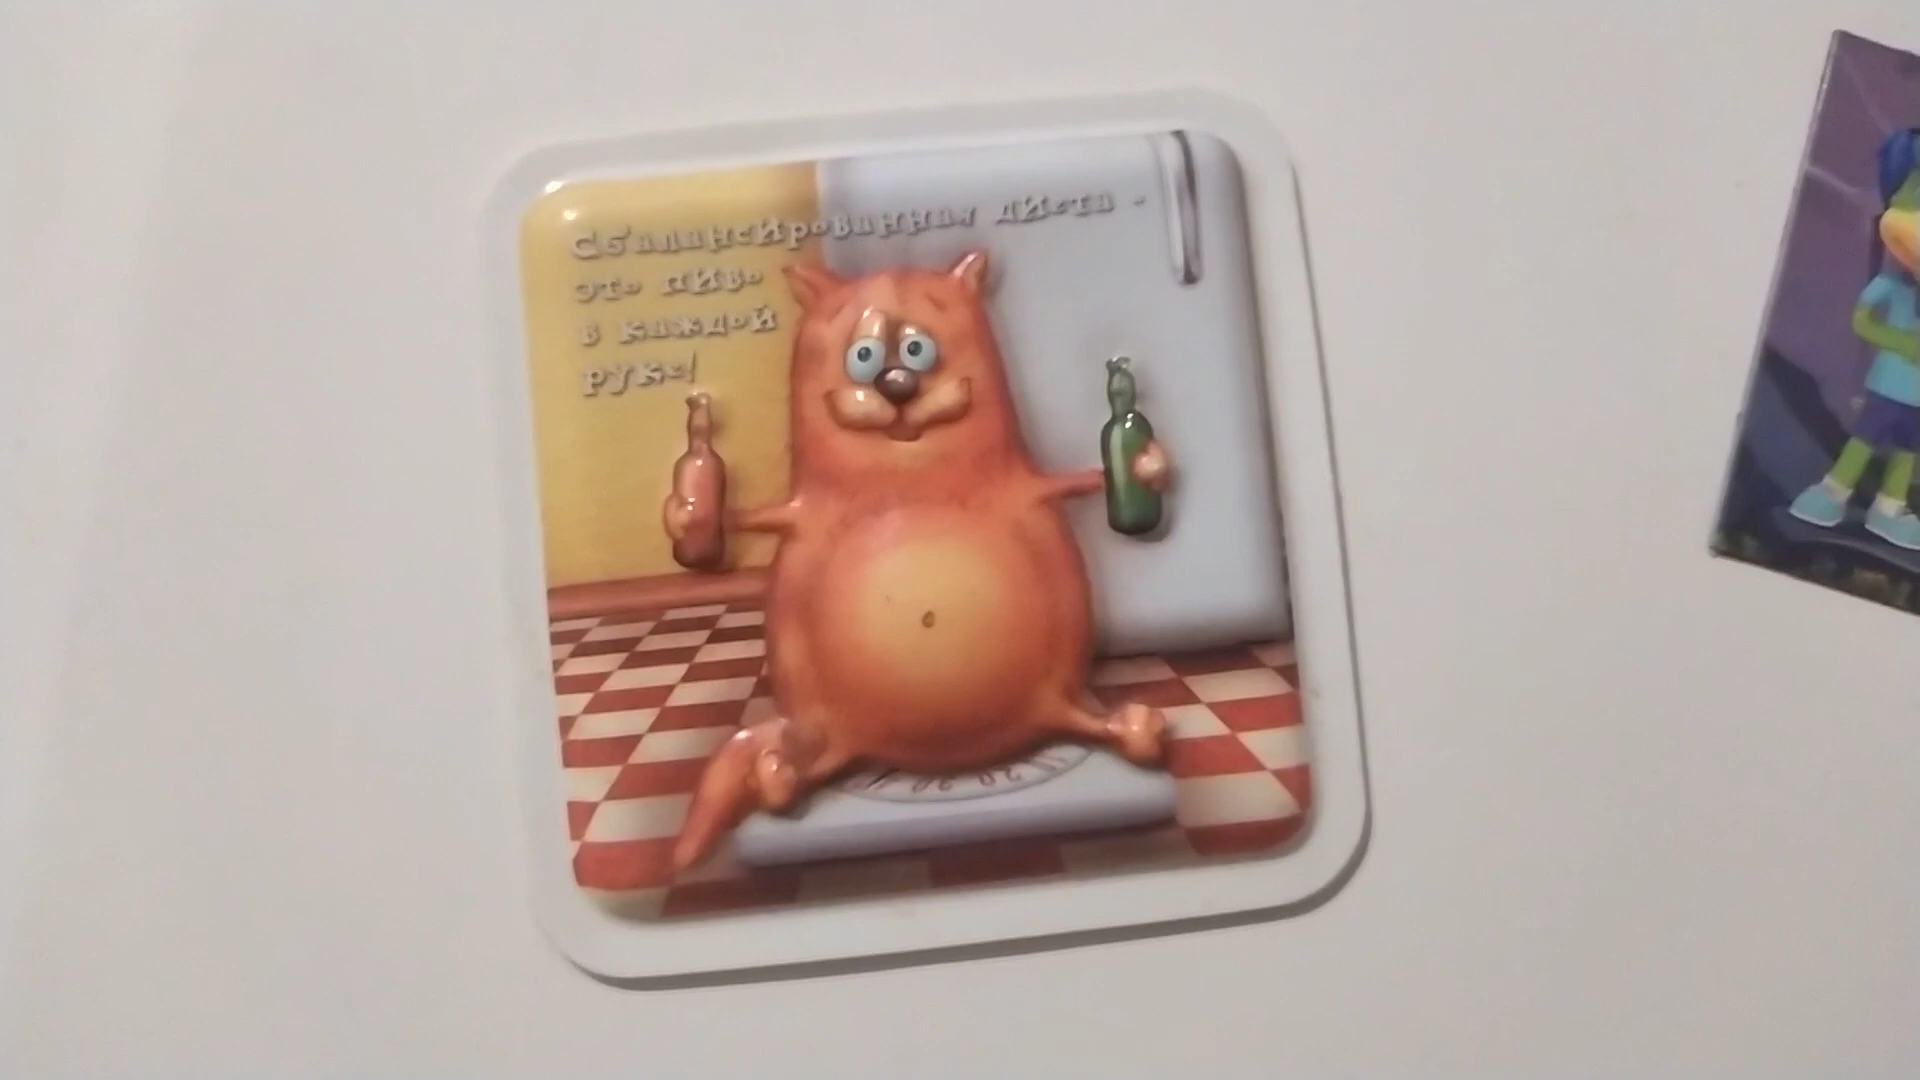 Сбалансированная диета -
это пиво
в каждой
руке!